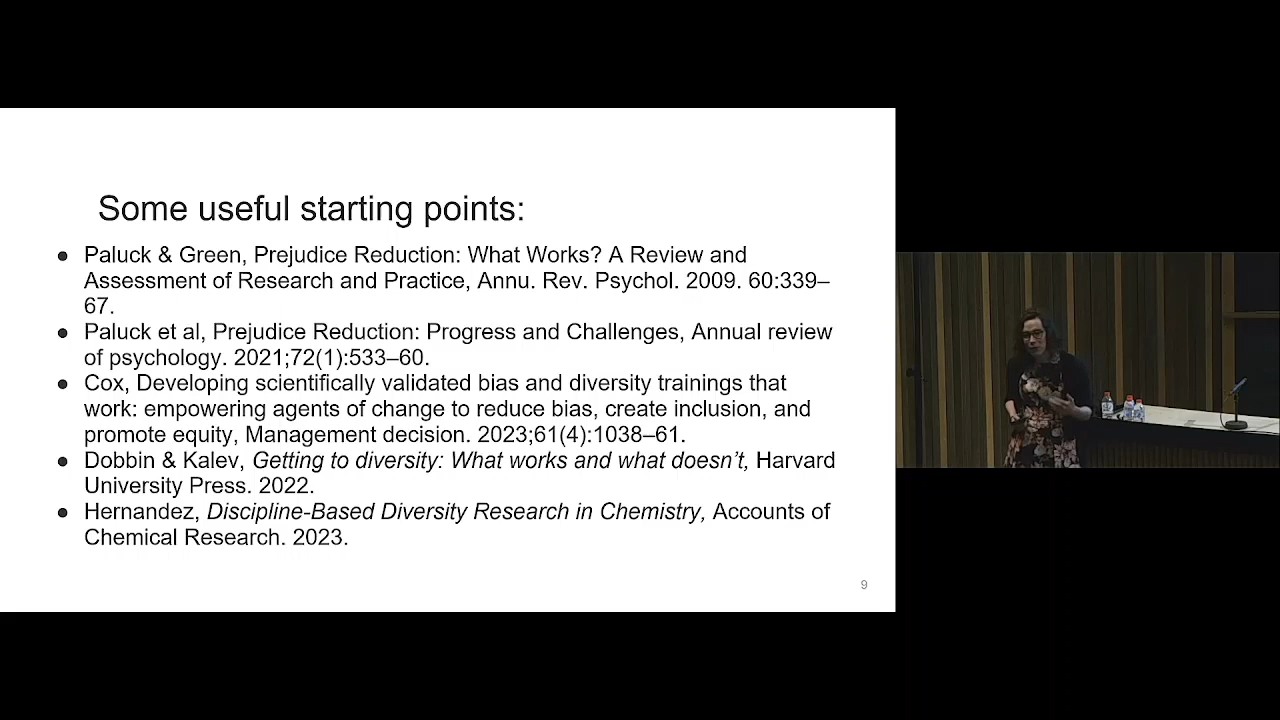 Some useful starting points:
● Paluck & Green, Prejudice Reduction: What Works? A Review and
Assessment of Research and Practice, Annu. Rev. Psychol. 2009. 60:339–
67.
● Paluck et al, Prejudice Reduction: Progress and Challenges, Annual review
of psychology. 2021;72(1):533–60.
● Cox, Developing scientifically validated bias and diversity trainings that
work: empowering agents of change to reduce bias, create inclusion, and
promote equity, Management decision. 2023;61(4):1038–61.
● Dobbin & Kalev, Getting to diversity: What works and what doesn’t, Harvard
University Press. 2022.
● Hernandez, Discipline-Based Diversity Research in Chemistry, Accounts of
Chemical Research. 2023.
9